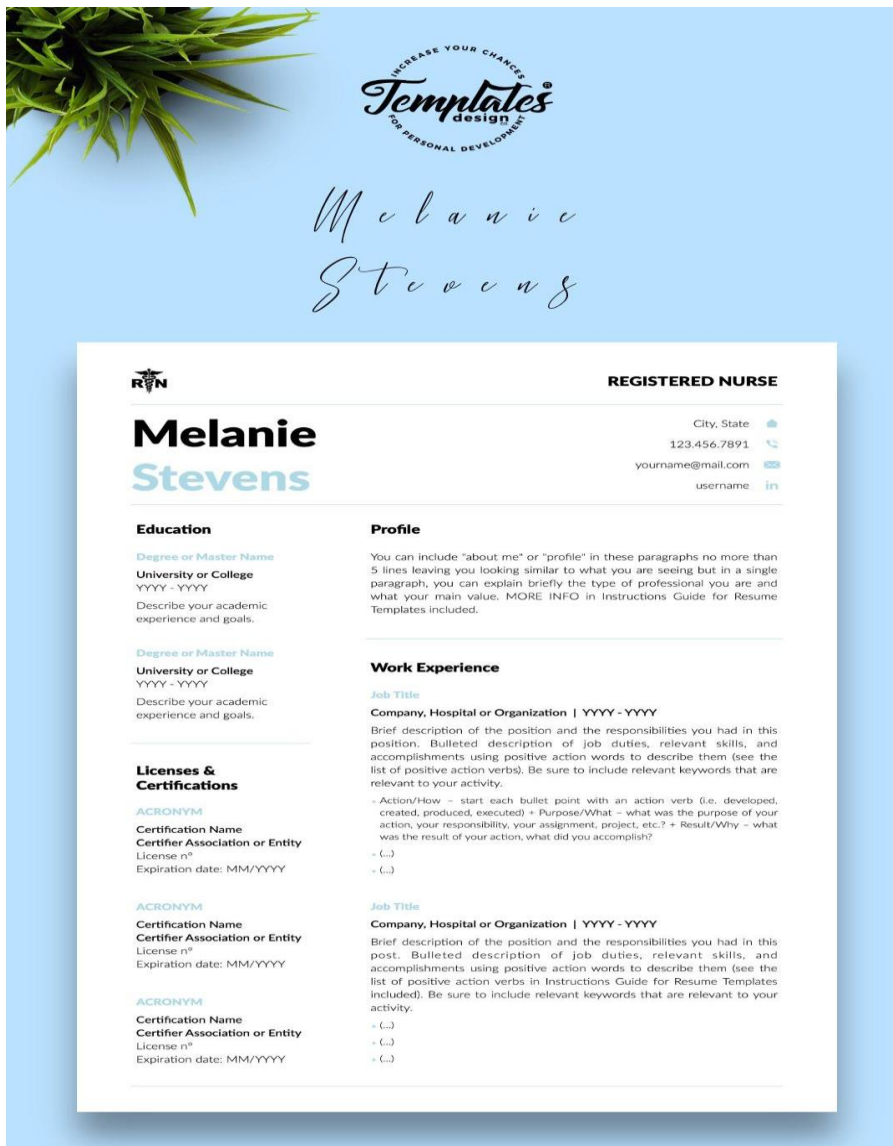 INCREASE YOUR CHANCES
Templates®
design
FOR PERSONAL DEVELOPMENT
Melanie
Stevens
RN
REGISTERED NURSE
Melanie
Stevens
City, State
123.456.7891
yourname@mail.com
username in
Education
Degree or Master Name
University or College
YYYY - YYYY
Describe your academic
experience and goals.
Degree or Master Name
University or College
YYYY - YYYY
Describe your academic
experience and goals.
Licenses &
Certifications
ACRONYM
Certification Name
Certifier Association or Entity
License nº
Expiration date: MM/YYYY
ACRONYM
Certification Name
Certifier Association or Entity
License nº
Expiration date: MM/YYYY
ACRONYM
Certification Name
Certifier Association or Entity
License nº
Expiration date: MM/YYYY
Profile
You can include "about me" or "profile" in these paragraphs no more than
5 lines leaving you looking similar to what you are seeing but in a single
paragraph, you can explain briefly the type of professional you are and
what your main value. MORE INFO in Instructions Guide for Resume
Templates included.
Work Experience
Job Title
Company, Hospital or Organization | YYYY - YYYY
Brief description of the position and the responsibilities you had in this
position. Bulleted description of job duties, relevant skills, and
accomplishments using positive action words to describe them (see the
list of positive action verbs). Be sure to include relevant keywords that are
relevant to your activity.
• Action/How – start each bullet point with an action verb (i.e. developed,
created, produced, executed) + Purpose/What – what was the purpose of your
action, your responsibility, your assignment, project, etc.? + Result/Why – what
was the result of your action, what did you accomplish?
• (...)
• (...)
Job Title
Company, Hospital or Organization | YYYY - YYYY
Brief description of the position and the responsibilities you had in this
post. Bulleted description of job duties, relevant skills, and
accomplishments using positive action words to describe them (see the
list of positive action verbs in Instructions Guide for Resume Templates
included). Be sure to include relevant keywords that are relevant to your
activity.
• (...)
• (...)
• (...)